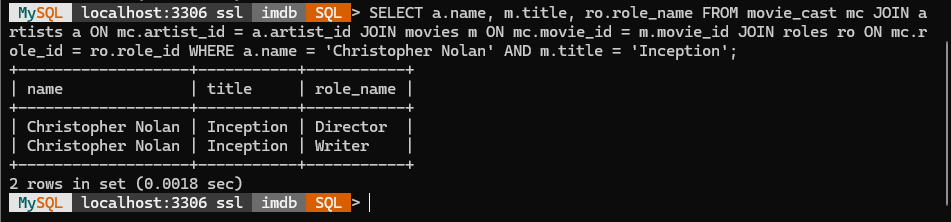 MySQL localhost:3306 ssl imdb SQL > SELECT a.name, m.title, ro.role_name FROM movie_cast mc JOIN a
rtists a ON mc.artist_id = a.artist_id JOIN movies m ON mc.movie_id = m.movie_id JOIN roles ro ON mc.r
ole_id = ro.role_id WHERE a.name = 'Christopher Nolan' AND m.title = 'Inception';
+-------------------+-----------+-----------+
| name              | title     | role_name |
+-------------------+-----------+-----------+
| Christopher Nolan | Inception | Director  |
| Christopher Nolan | Inception | Writer    |
+-------------------+-----------+-----------+
2 rows in set (0.0018 sec)
MySQL localhost:3306 ssl imdb SQL >